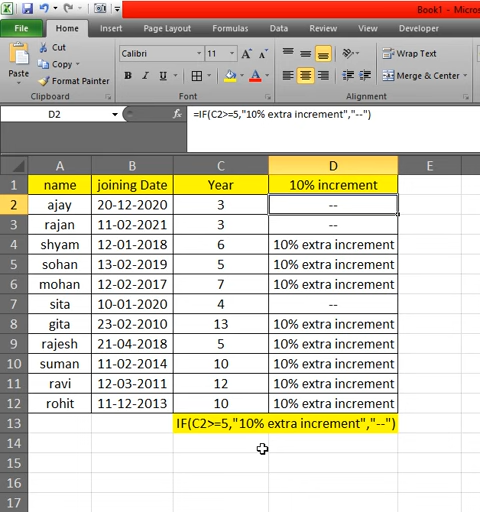 Book1 - Micros
File Home Insert Page Layout Formulas Data Review View Developer A
Cut
Copy
Format Painter
Paste
Clipboard
Calibri 11 A A
B I U A
Font
Wrap Text
Merge & Center
Alignment
D2 fx =IF(C2>=5,"10% extra increment","--")
A B C D E
1 name joining Date Year 10% increment
2 ajay 20-12-2020 3 --
3 rajan 11-02-2021 3 --
4 shyam 12-01-2018 6 10% extra increment
5 sohan 13-02-2019 5 10% extra increment
6 mohan 12-02-2017 7 10% extra increment
7 sita 10-01-2020 4 --
8 gita 23-02-2010 13 10% extra increment
9 rajesh 21-04-2018 5 10% extra increment
10 suman 11-02-2014 10 10% extra increment
11 ravi 12-03-2011 12 10% extra increment
12 rohit 11-12-2013 10 10% extra increment
13 IF(C2>=5,"10% extra increment","--")
14
15
16
17